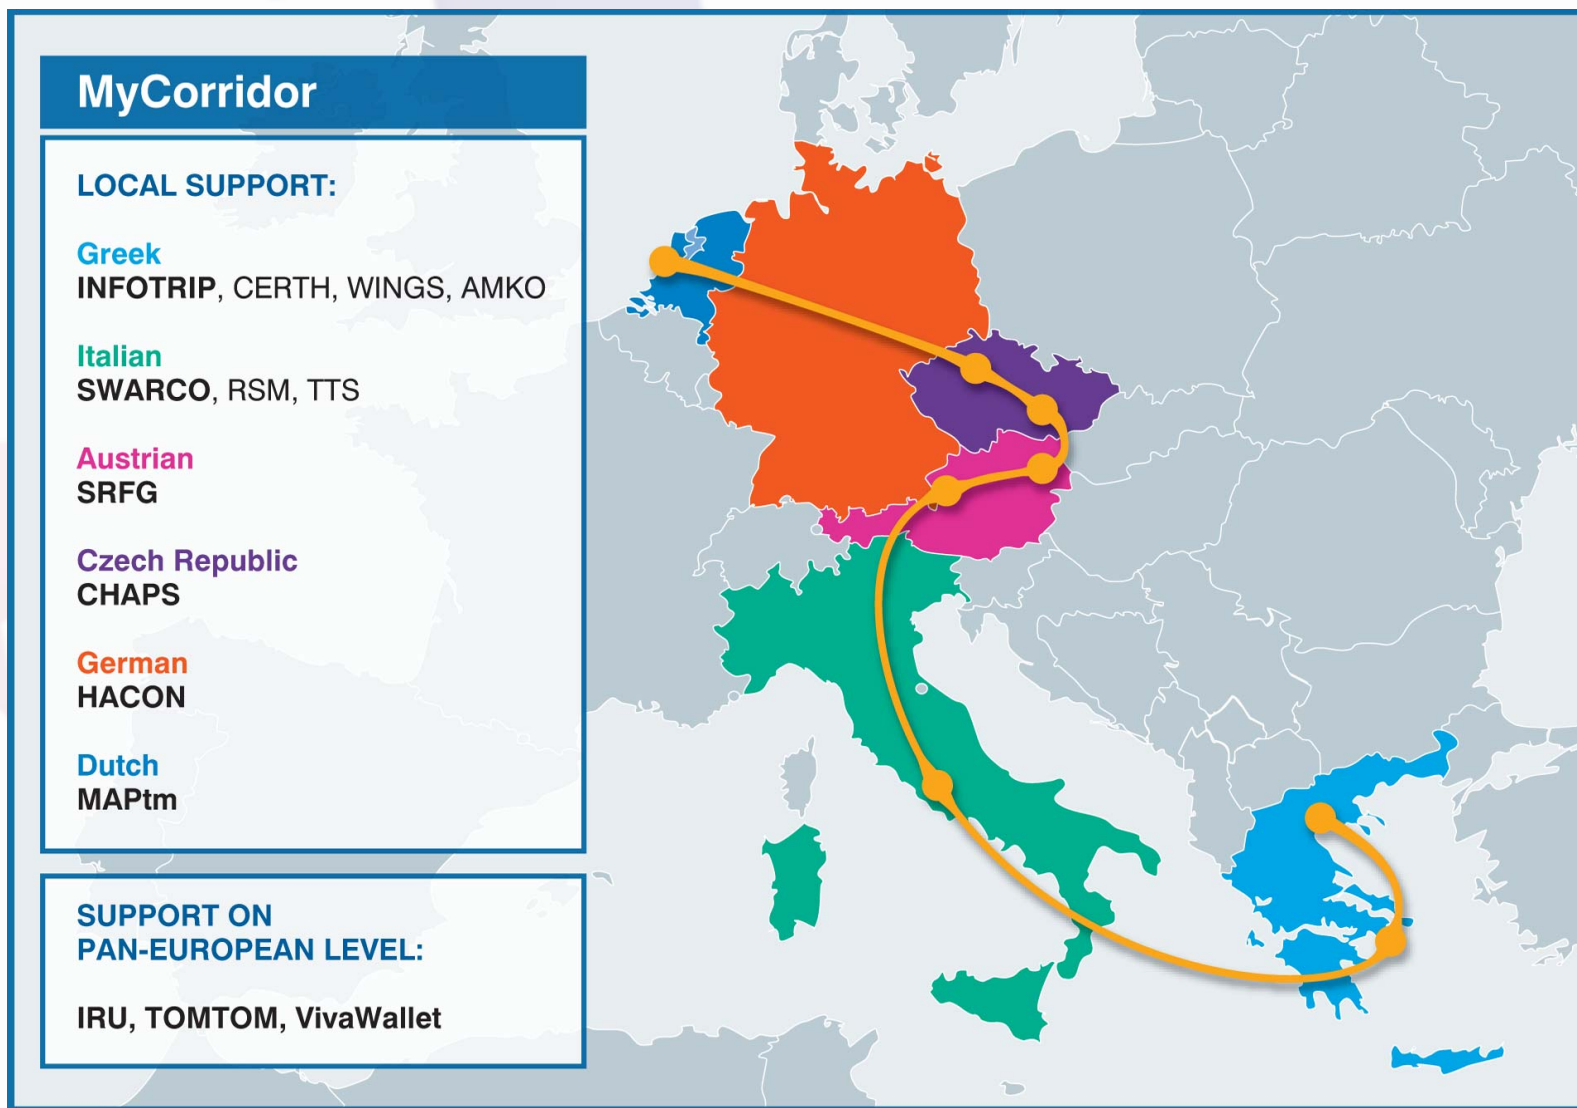 MyCorridor
LOCAL SUPPORT:
Greek
INFOTRIP, CERTH, WINGS, AMKO
Italian
SWARCO, RSM, TTS
Austrian
SRFG
Czech Republic
CHAPS
German
HACON
Dutch
MAPtm
SUPPORT ON
PAN-EUROPEAN LEVEL:
IRU, TOMTOM, VivaWallet